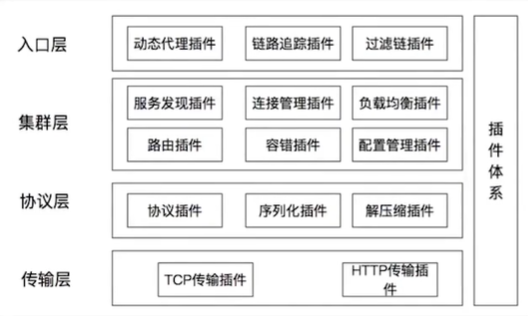 入口层
动态代理插件
链路追踪插件
过滤链插件
集群层
服务发现插件
连接管理插件
负载均衡插件
路由插件
容错插件
配置管理插件
协议层
协议插件
序列化插件
解压缩插件
传输层
TCP传输插件
HTTP传输插
件
插
件
体
系